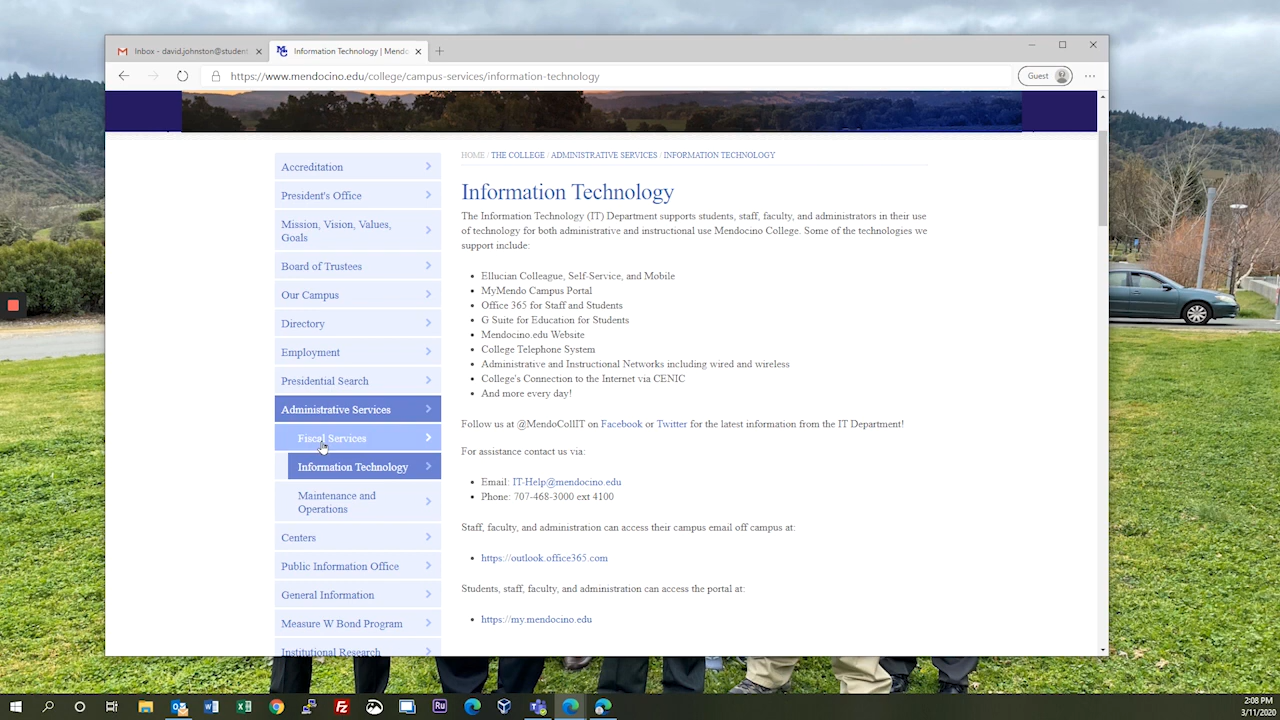 Inbox - david.johnston@student
Information Technology | Mendo
https://www.mendocino.edu/college/campus-services/information-technology
Guest
HOME / THE COLLEGE / ADMINISTRATIVE SERVICES / INFORMATION TECHNOLOGY
Accreditation
President's Office
Mission, Vision, Values,
Goals
Board of Trustees
Our Campus
Directory
Employment
Presidential Search
Administrative Services
Fiscal Services
Information Technology
Maintenance and
Operations
Centers
Public Information Office
General Information
Measure W Bond Program
Institutional Research
Information Technology
The Information Technology (IT) Department supports students, staff, faculty, and administrators in their use
of technology for both administrative and instructional use Mendocino College. Some of the technologies we
support include:
Ellucian Colleague, Self-Service, and Mobile
MyMendo Campus Portal
Office 365 for Staff and Students
G Suite for Education for Students
Mendocino.edu Website
College Telephone System
Administrative and Instructional Networks including wired and wireless
College's Connection to the Internet via CENIC
And more every day!
Follow us at @MendoCollIT on Facebook or Twitter for the latest information from the IT Department!
For assistance contact us via:
Email: IT-Help@mendocino.edu
Phone: 707-468-3000 ext 4100
Staff, faculty, and administration can access their campus email off campus at:
https://outlook.office365.com
Students, staff, faculty, and administration can access the portal at:
https://my.mendocino.edu
2:08 PM
3/11/2020